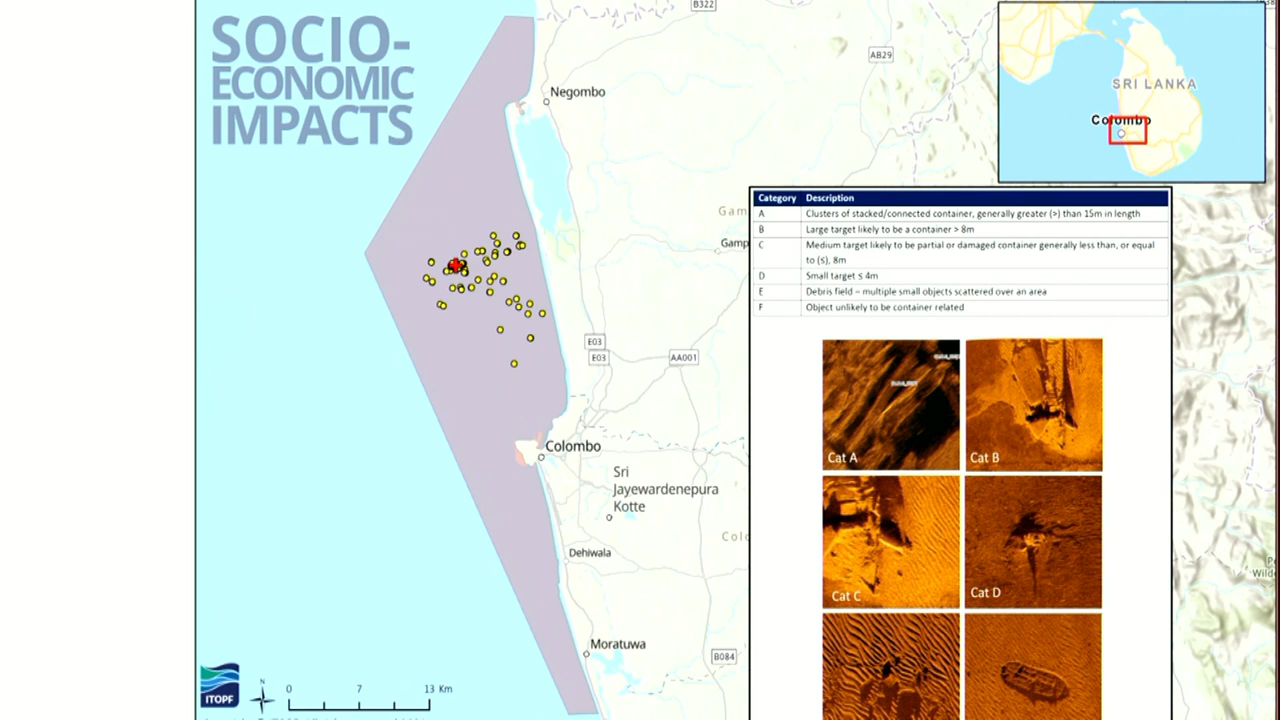 SOCIO-
ECONOMIC
IMPACTS
B322
AB29
Negombo
SRI LANKA
Colombo
Category Description
A Clusters of stacked/connected container, generally greater (>) than 15m in length
B Large target likely to be a container > 8m
C Medium target likely to be partial or damaged container generally less than, or equal
to (≤), 8m
D Small target ≤ 4m
E Debris field – multiple small objects scattered over an area
F Object unlikely to be container related
Gam
Gamp
E03
E03
AA001
Colombo
Sri
Jayewardenepura
Kotte
Colo
Dehiwala
Moratuwa
B084
Cat A
Cat B
Cat C
Cat D
ITOPF
N
0 7 13 Km